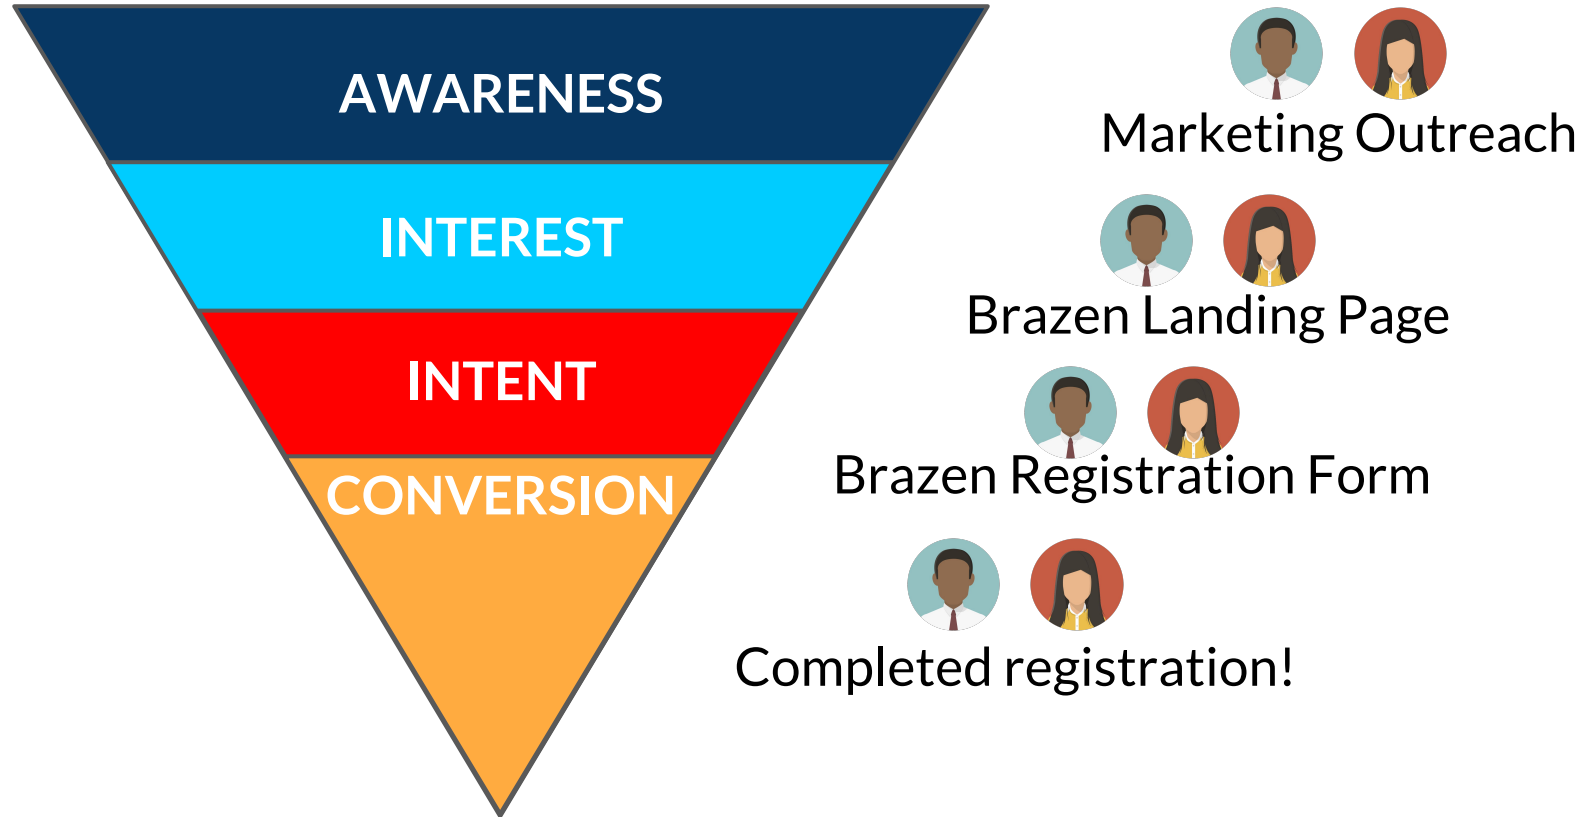 AWARENESS
Marketing Outreach
INTEREST
Brazen Landing Page
INTENT
Brazen Registration Form
CONVERSION
Completed registration!